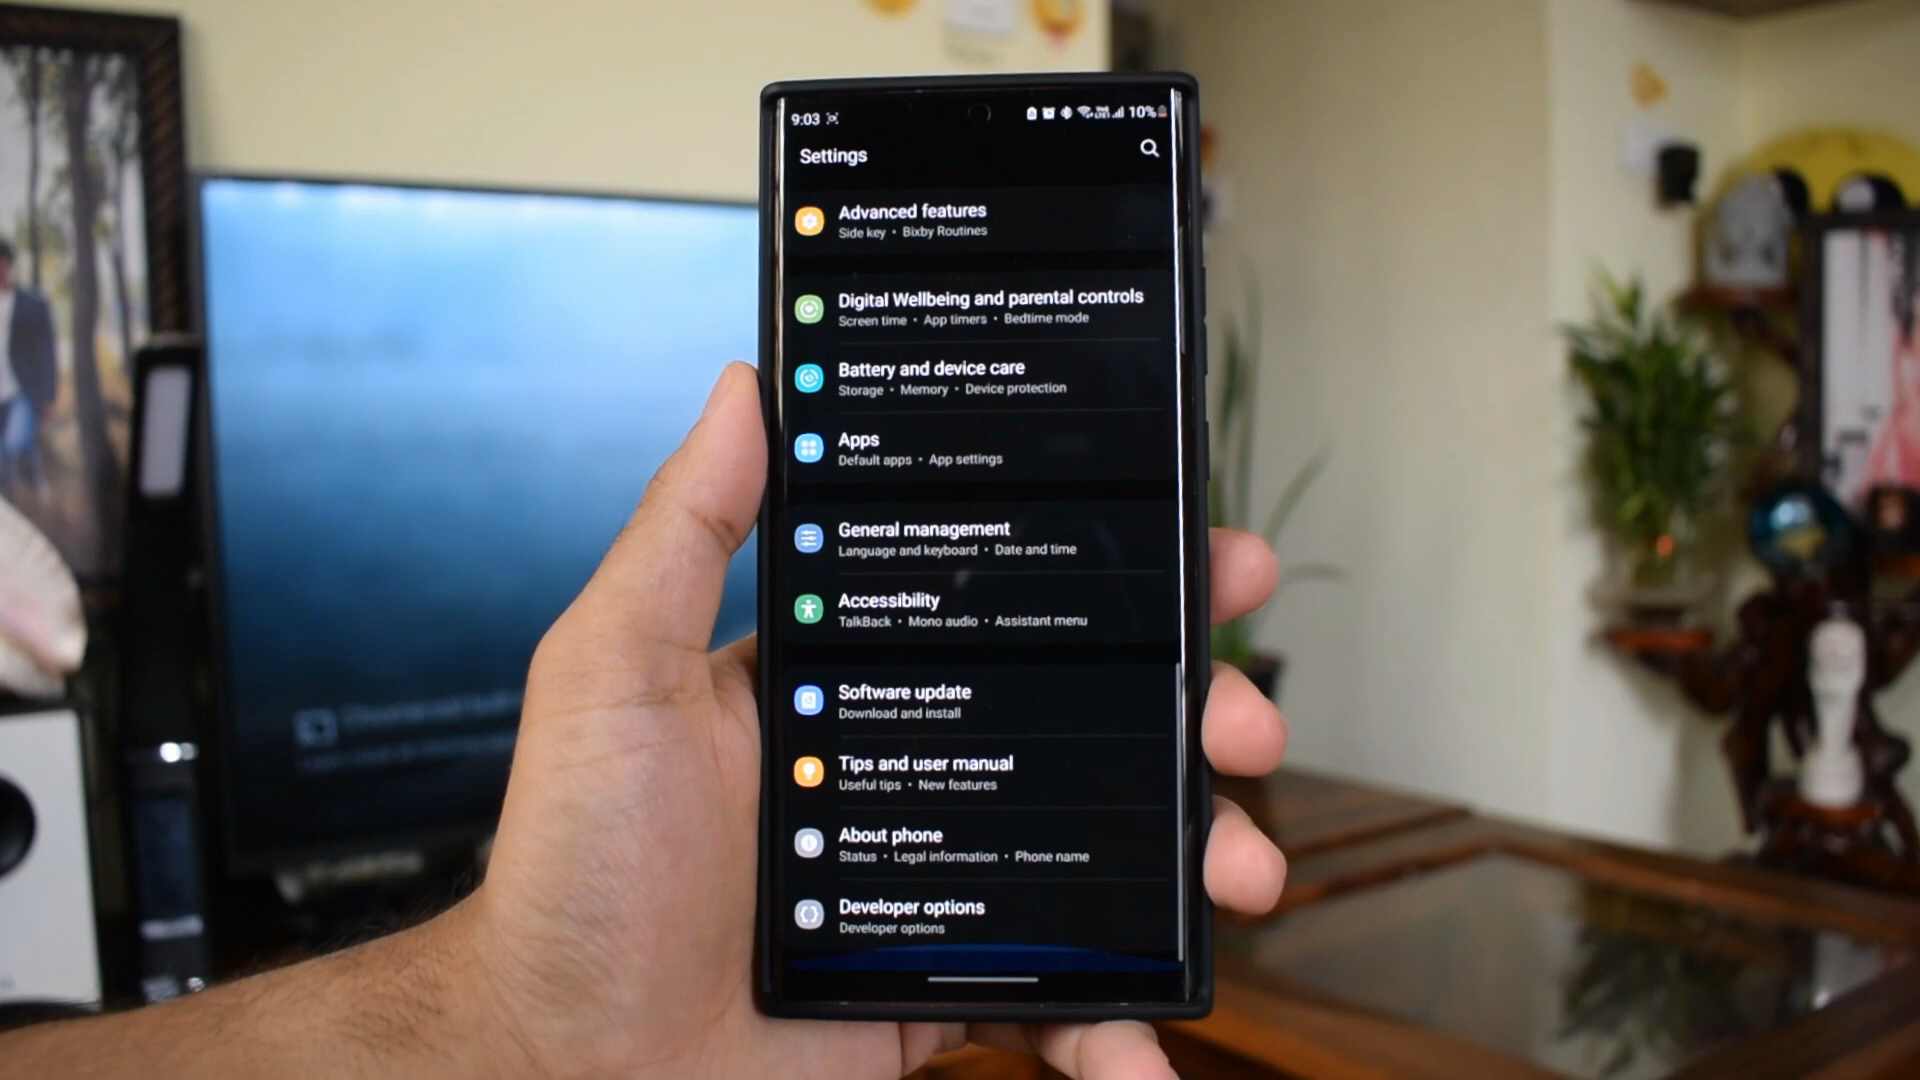 9:03 10%
Settings
Advanced features
Side key • Bixby Routines
Digital Wellbeing and parental controls
Screen time • App timers • Bedtime mode
Battery and device care
Storage • Memory • Device protection
Apps
Default apps • App settings
General management
Language and keyboard • Date and time
Accessibility
TalkBack • Mono audio • Assistant menu
Software update
Download and install
Tips and user manual
Useful tips • New features
About phone
Status • Legal information • Phone name
Developer options
Developer options